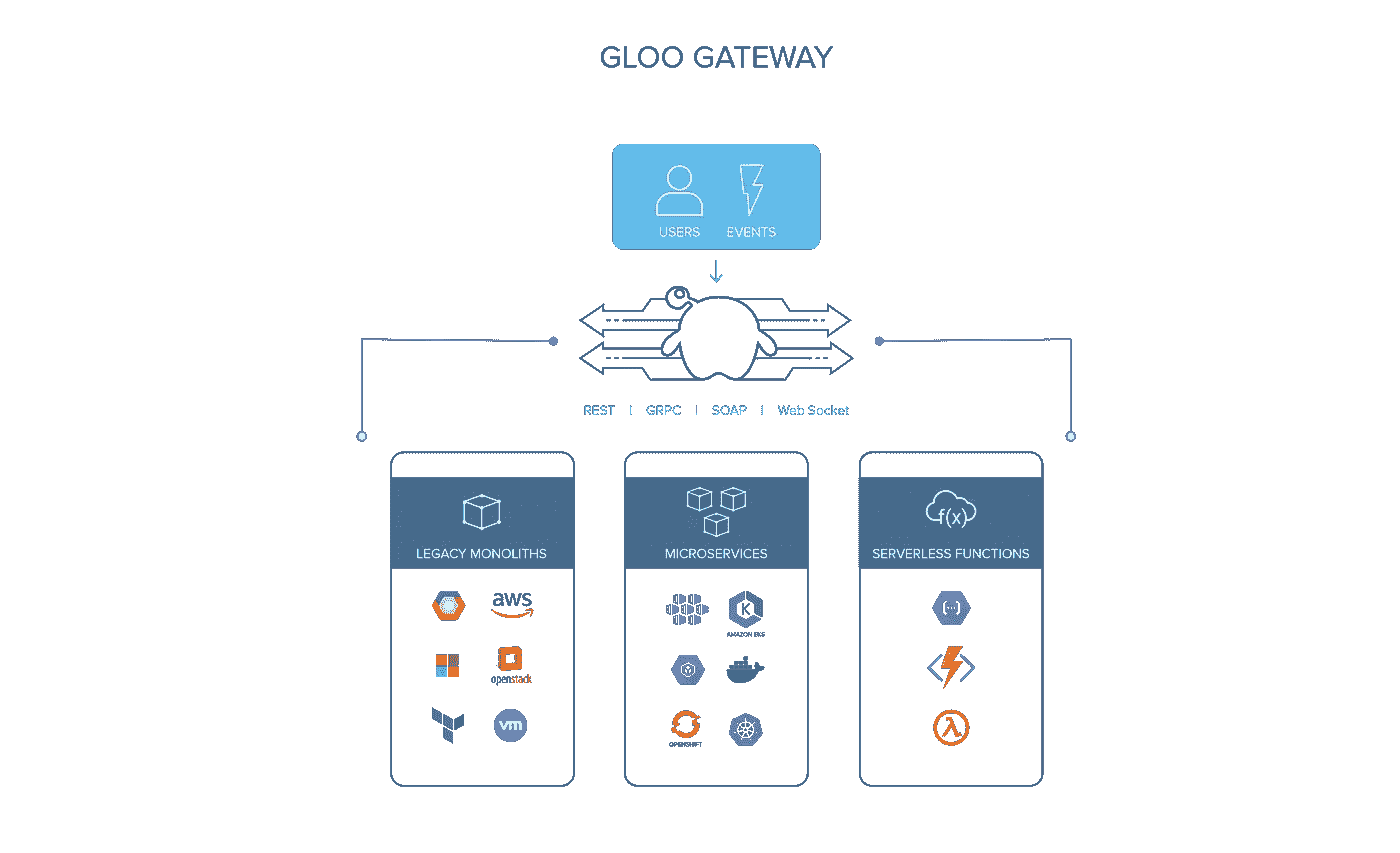 GLOO GATEWAY
USERS EVENTS
REST | GRPC | SOAP | Web Socket
LEGACY MONOLITHS
MICROSERVICES
f(x)
SERVERLESS FUNCTIONS
aws
openstack
vm
K
AMAZON EKS
OPENSHIFT
(...)
λ